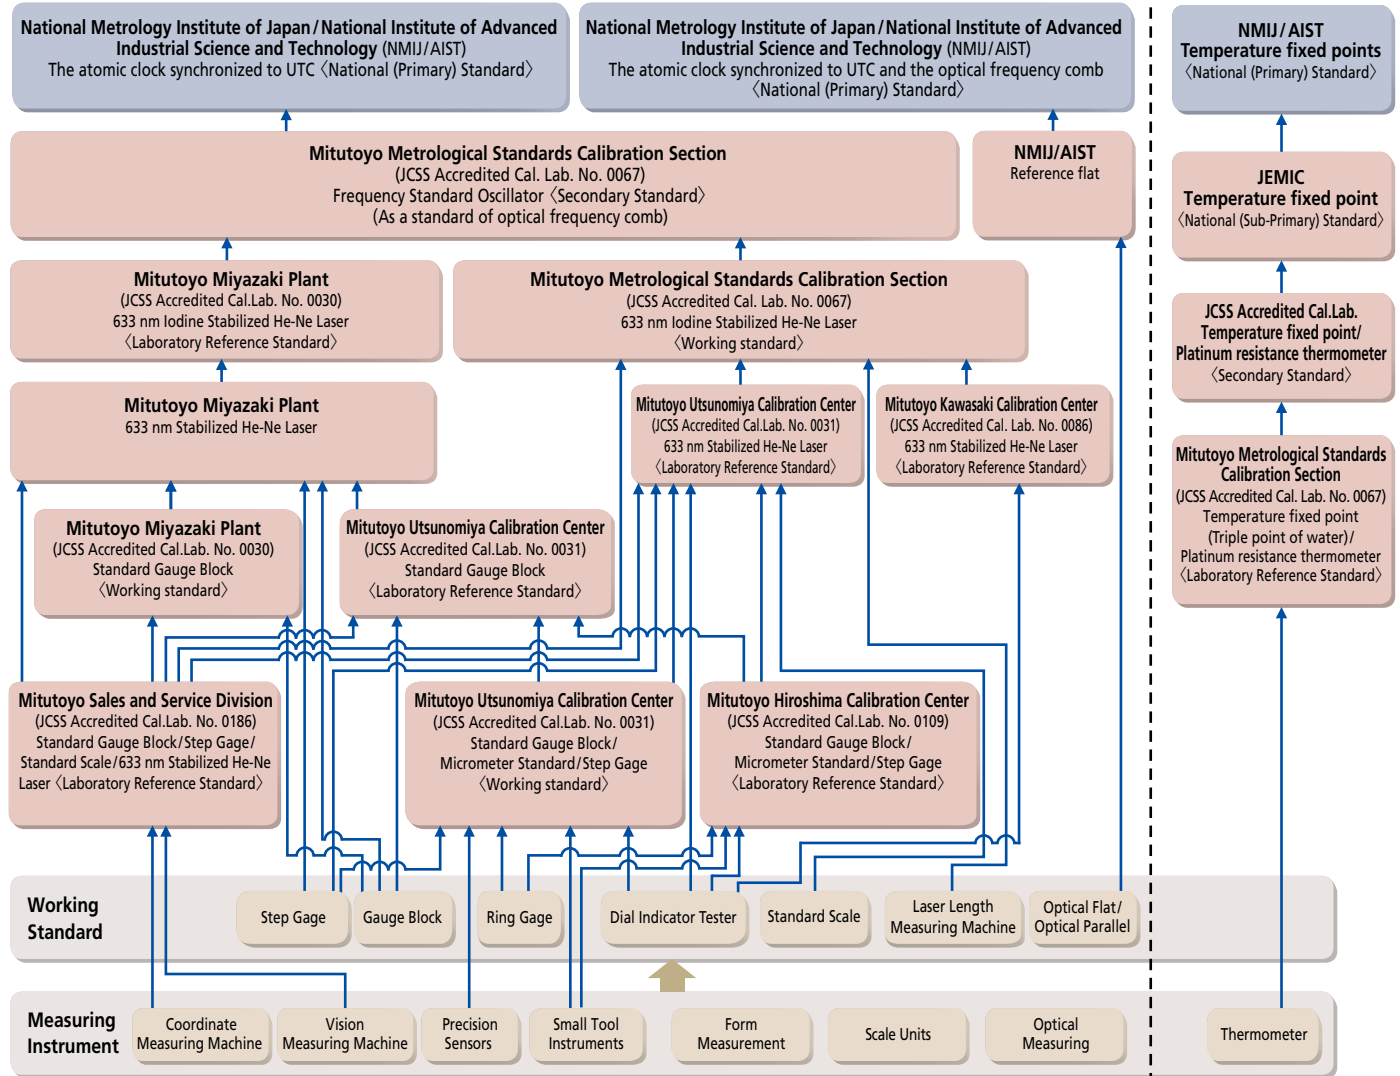 National Metrology Institute of Japan/National Institute of Advanced
Industrial Science and Technology (NMIJ/AIST)
The atomic clock synchronized to UTC〈National (Primary) Standard〉
National Metrology Institute of Japan/National Institute of Advanced
Industrial Science and Technology (NMIJ/AIST)
The atomic clock synchronized to UTC and the optical frequency comb
〈National (Primary) Standard〉
NMIJ/AIST
Temperature fixed points
〈National (Primary) Standard〉
Mitutoyo Metrological Standards Calibration Section
(JCSS Accredited Cal. Lab. No. 0067)
Frequency Standard Oscillator〈Secondary Standard〉
(As a standard of optical frequency comb)
NMIJ/AIST
Reference flat
JEMIC
Temperature fixed point
〈National (Sub-Primary) Standard〉
Mitutoyo Miyazaki Plant
(JCSS Accredited Cal.Lab. No. 0030)
633 nm Iodine Stabilized He-Ne Laser
〈Laboratory Reference Standard〉
Mitutoyo Metrological Standards Calibration Section
(JCSS Accredited Cal. Lab. No. 0067)
633 nm Iodine Stabilized He-Ne Laser
〈Working standard〉
JCSS Accredited Cal.Lab.
Temperature fixed point/
Platinum resistance thermometer
〈Secondary Standard〉
Mitutoyo Miyazaki Plant
633 nm Stabilized He-Ne Laser
Mitutoyo Utsunomiya Calibration Center
(JCSS Accredited Cal.Lab. No. 0031)
633 nm Stabilized He-Ne Laser
〈Laboratory Reference Standard〉
Mitutoyo Kawasaki Calibration Center
(JCSS Accredited Cal. Lab. No. 0086)
633 nm Stabilized He-Ne Laser
〈Laboratory Reference Standard〉
Mitutoyo Metrological Standards
Calibration Section
(JCSS Accredited Cal. Lab. No. 0067)
Temperature fixed point
(Triple point of water)/
Platinum resistance thermometer
〈Laboratory Reference Standard〉
Mitutoyo Miyazaki Plant
(JCSS Accredited Cal.Lab. No. 0030)
Standard Gauge Block
〈Working standard〉
Mitutoyo Utsunomiya Calibration Center
(JCSS Accredited Cal.Lab. No. 0031)
Standard Gauge Block
〈Laboratory Reference Standard〉
Mitutoyo Sales and Service Division
(JCSS Accredited Cal.Lab. No. 0186)
Standard Gauge Block/Step Gage/
Standard Scale/633 nm Stabilized He-Ne
Laser〈Laboratory Reference Standard〉
Mitutoyo Utsunomiya Calibration Center
(JCSS Accredited Cal.Lab. No. 0031)
Standard Gauge Block/
Micrometer Standard/Step Gage
〈Working standard〉
Mitutoyo Hiroshima Calibration Center
(JCSS Accredited Cal.Lab. No. 0109)
Standard Gauge Block/
Micrometer Standard/Step Gage
〈Laboratory Reference Standard〉
Working
Standard
Step Gage
Gauge Block
Ring Gage
Dial Indicator Tester
Standard Scale
Laser Length
Measuring Machine
Optical Flat/
Optical Parallel
Measuring
Instrument
Coordinate
Measuring Machine
Vision
Measuring Machine
Precision
Sensors
Small Tool
Instruments
Form
Measurement
Scale Units
Optical
Measuring
Thermometer